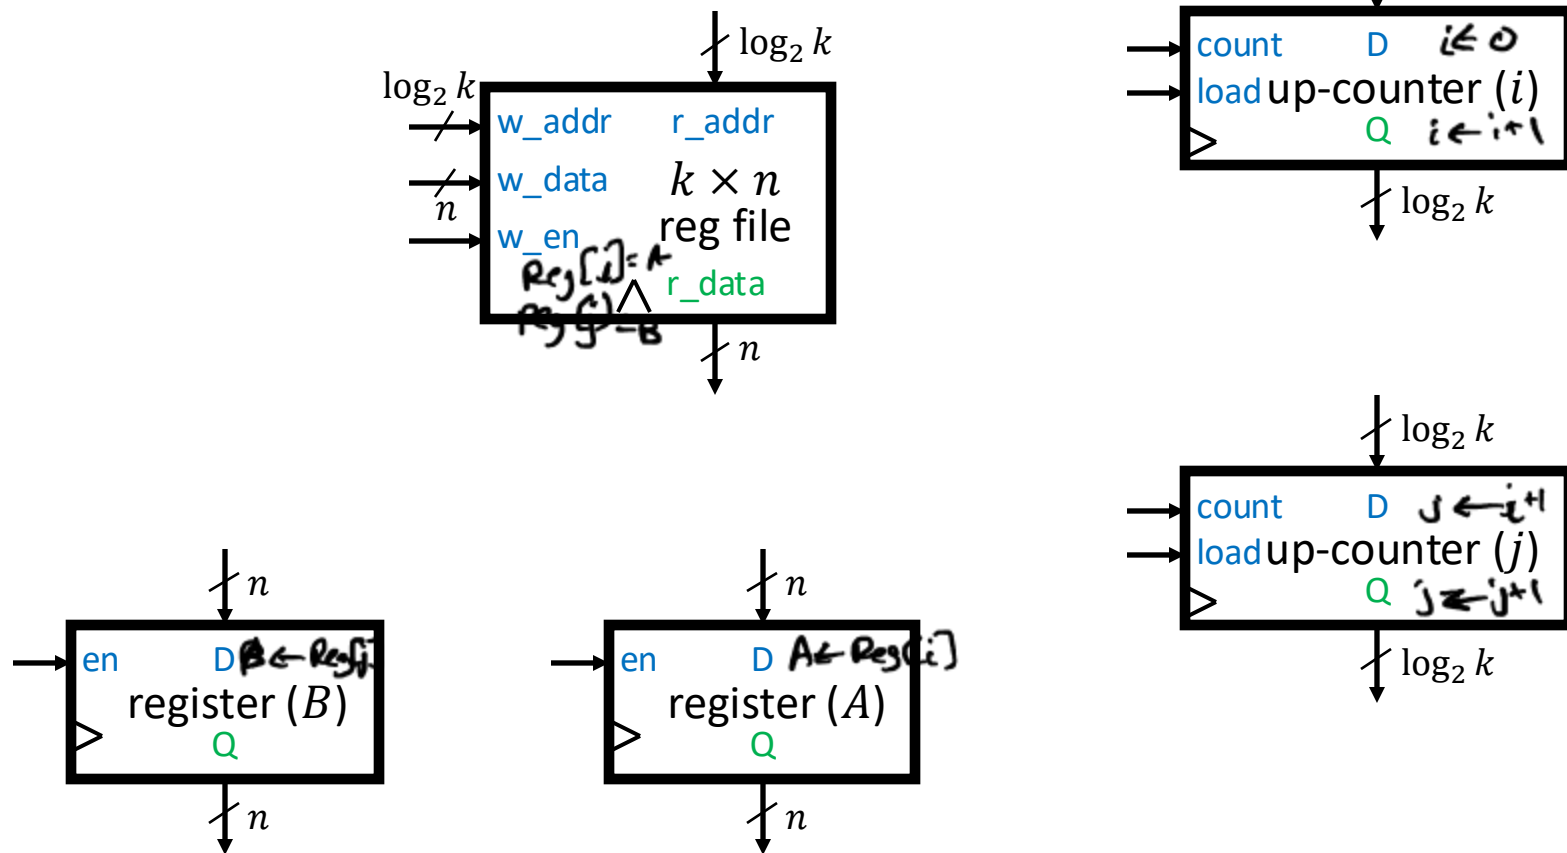 log₂ k
log₂ k
w_addr r_addr
w_data k × n
n
w_en reg file
Reg[i]=A
r_data
Reg[j]=B
n
count D i←0
load up-counter (i)
Q i←i+1
log₂ k
log₂ k
count D j←i+1
load up-counter (j)
Q j←j+1
log₂ k
n
en D B←Reg[j]
register (B)
Q
n
n
en D A←Reg[i]
register (A)
Q
n